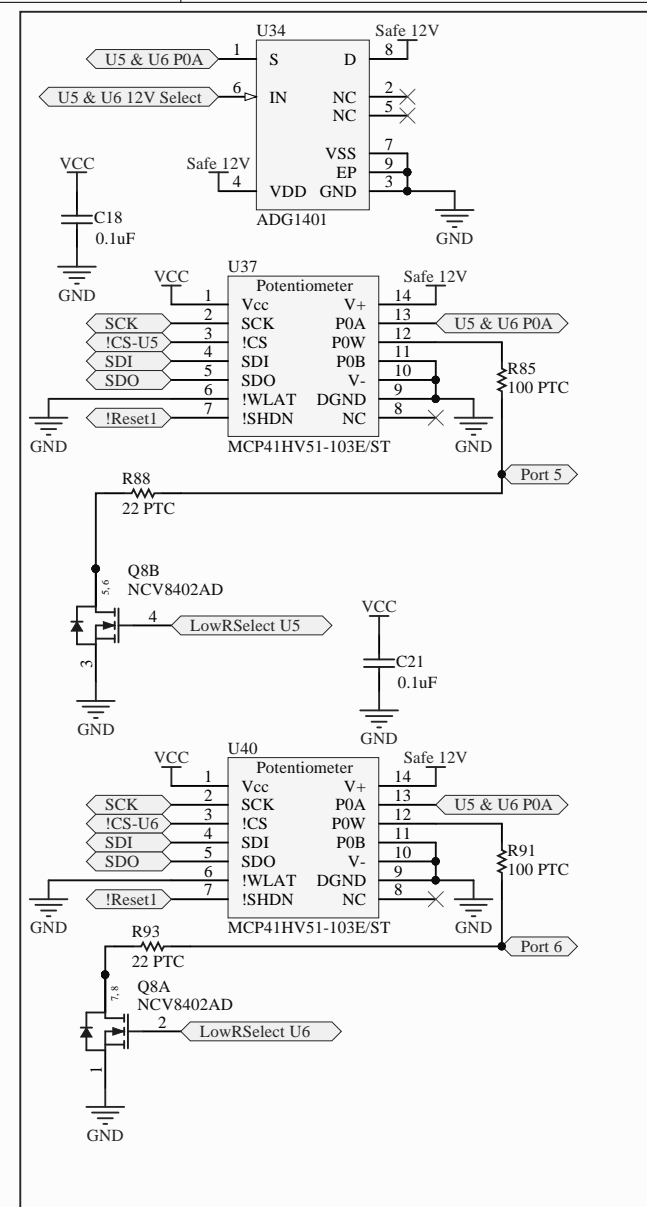 U34
U5 & U6 P0A
1
S
D
8
Safe 12V
U5 & U6 12V Select
6
IN
NC
2
NC
5
VSS
7
EP
9
Safe 12V
4
VDD
GND
3
ADG1401
GND
VCC
C18
0.1uF
GND
U37
Potentiometer
VCC
1
Vcc
V+
14
Safe 12V
SCK
2
SCK
P0A
13
U5 & U6 P0A
!CS-U5
3
!CS
P0W
12
SDI
4
SDI
P0B
11
SDO
5
SDO
V-
10
6
!WLAT
DGND
9
!Reset1
7
!SHDN
NC
8
GND
GND
MCP41HV51-103E/ST
R85
100 PTC
Port 5
R88
22 PTC
5, 6
Q8B
NCV8402AD
4
LowRSelect U5
3
GND
VCC
C21
0.1uF
GND
U40
Potentiometer
VCC
1
Vcc
V+
14
Safe 12V
SCK
2
SCK
P0A
13
U5 & U6 P0A
!CS-U6
3
!CS
P0W
12
SDI
4
SDI
P0B
11
SDO
5
SDO
V-
10
6
!WLAT
DGND
9
!Reset1
7
!SHDN
NC
8
GND
GND
MCP41HV51-103E/ST
R91
100 PTC
Port 6
R93
22 PTC
7, 8
Q8A
NCV8402AD
2
LowRSelect U6
1
GND